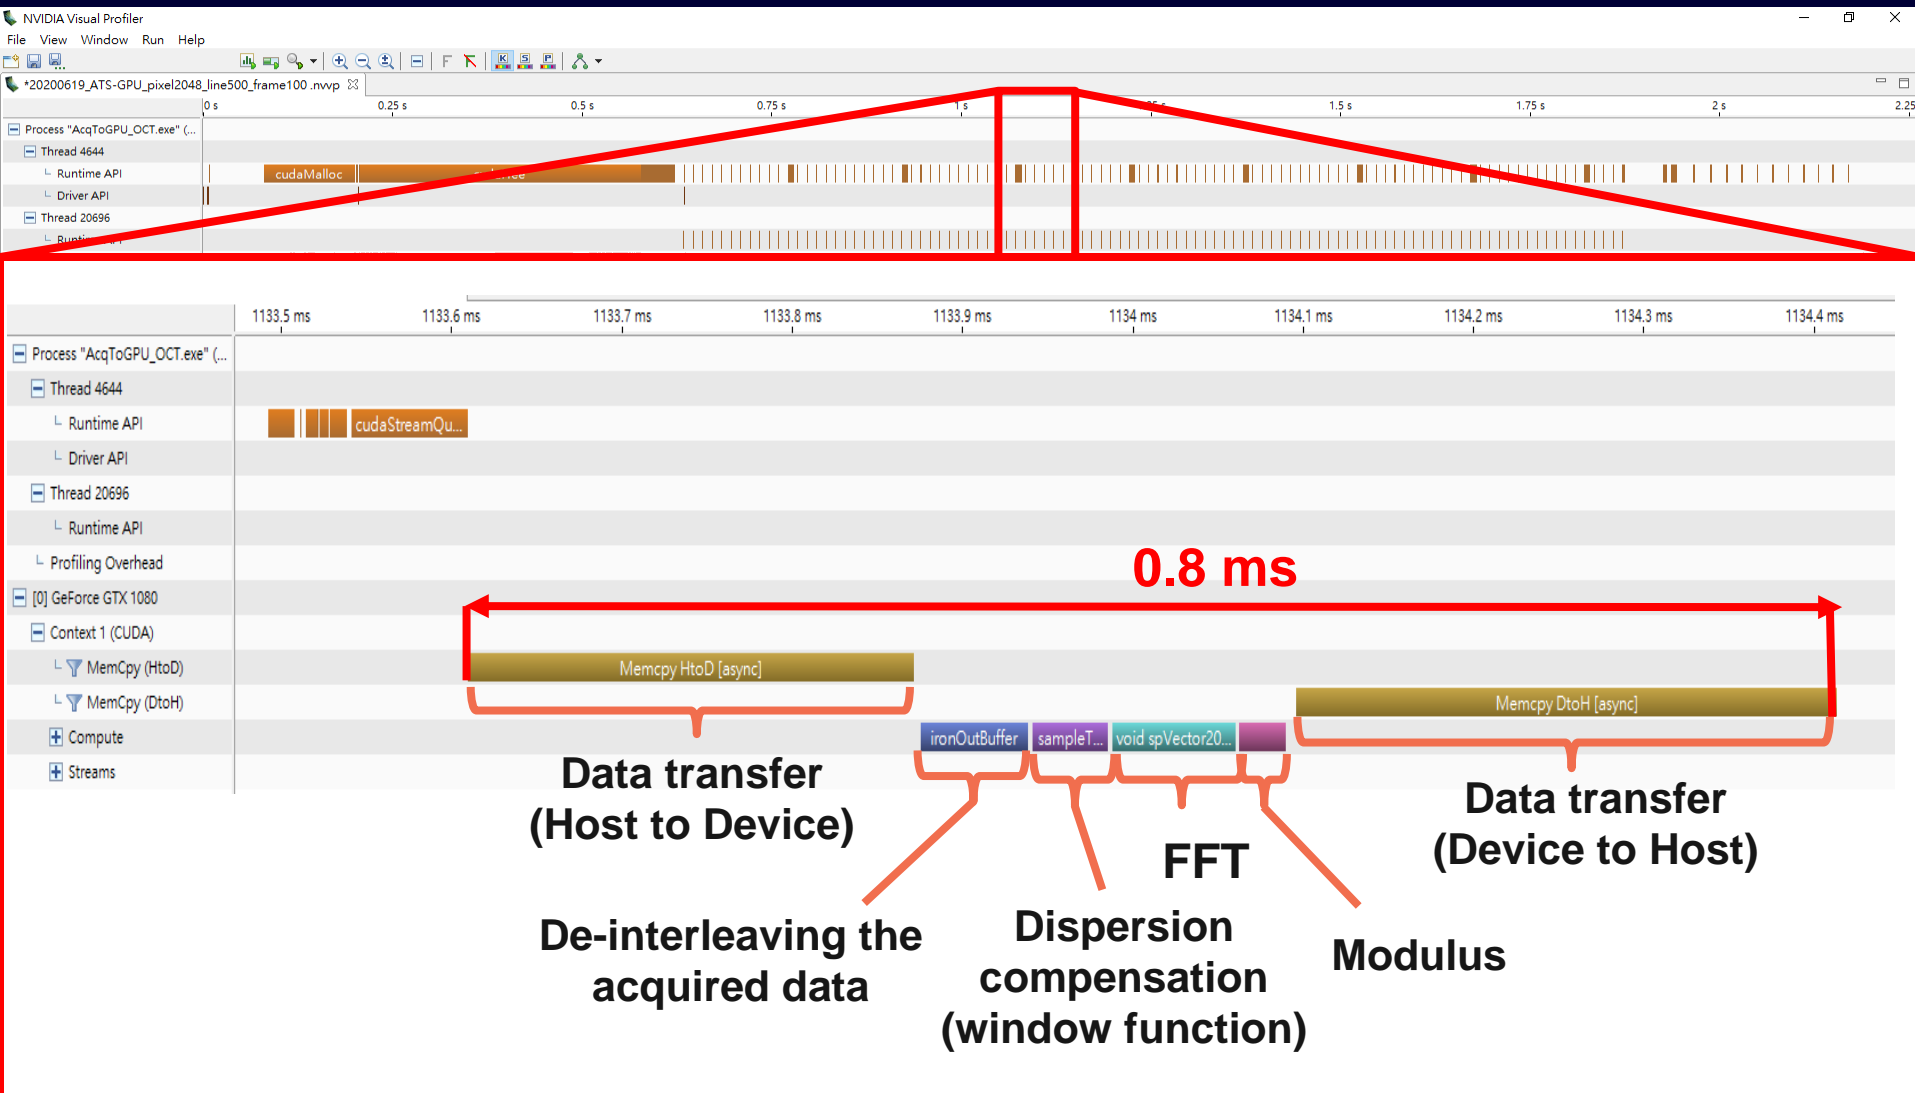 NVIDIA Visual Profiler
File View Window Run Help
*20200619_ATS-GPU_pixel2048_line500_frame100 .nvvp
0 s 0.25 s 0.5 s 0.75 s 1 s 1.5 s 1.75 s 2 s 2.25
Process "AcqToGPU_OCT.exe" (...
Thread 4644
Runtime API
cudaMalloc
Driver API
Thread 20696
1133.5 ms 1133.6 ms 1133.7 ms 1133.8 ms 1133.9 ms 1134 ms 1134.1 ms 1134.2 ms 1134.3 ms 1134.4 ms
Process "AcqToGPU_OCT.exe" (...
Thread 4644
Runtime API
cudaStreamQu...
Driver API
Thread 20696
Runtime API
Profiling Overhead
0.8 ms
[0] GeForce GTX 1080
Context 1 (CUDA)
MemCpy (HtoD)
Memcpy HtoD [async]
MemCpy (DtoH)
Memcpy DtoH [async]
Compute
ironOutBuffer sampleT... void spVector20...
Streams
Data transfer
(Host to Device)
Data transfer
(Device to Host)
FFT
De-interleaving the
acquired data
Dispersion
compensation
(window function)
Modulus